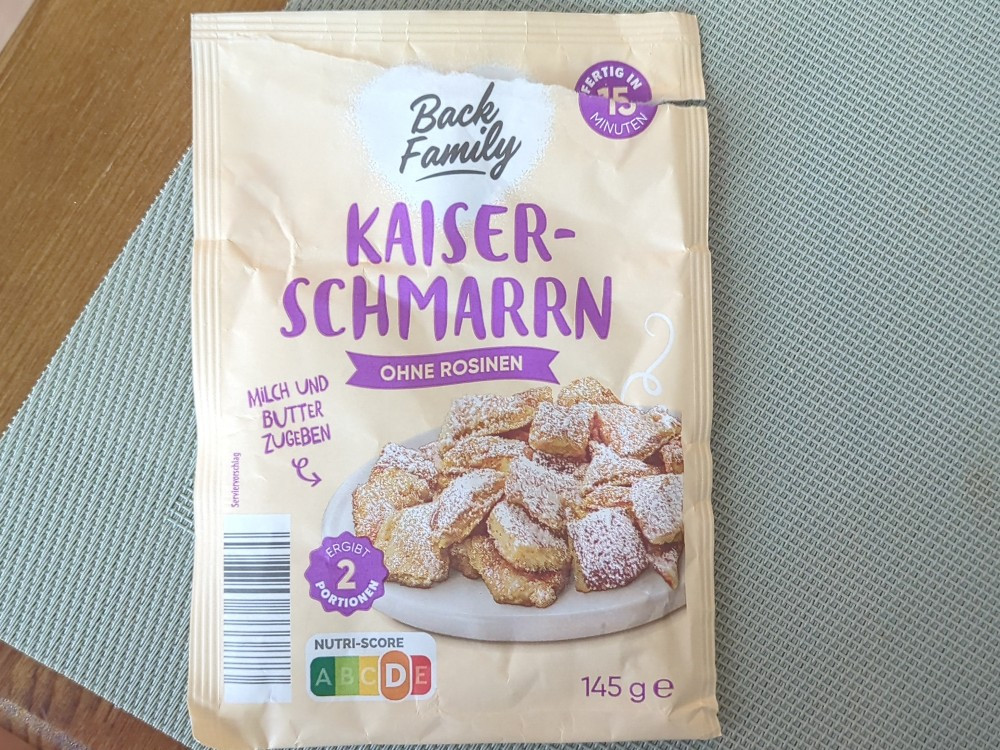 Back
Family
FERTIG IN
15
MINUTEN
KAISER-
SCHMARRN
OHNE ROSINEN
MILCH UND
BUTTER
ZUGEBEN
Serviervorschlag
ERGIBT
2
PORTIONEN
NUTRI-SCORE
A B C D E
145 g e